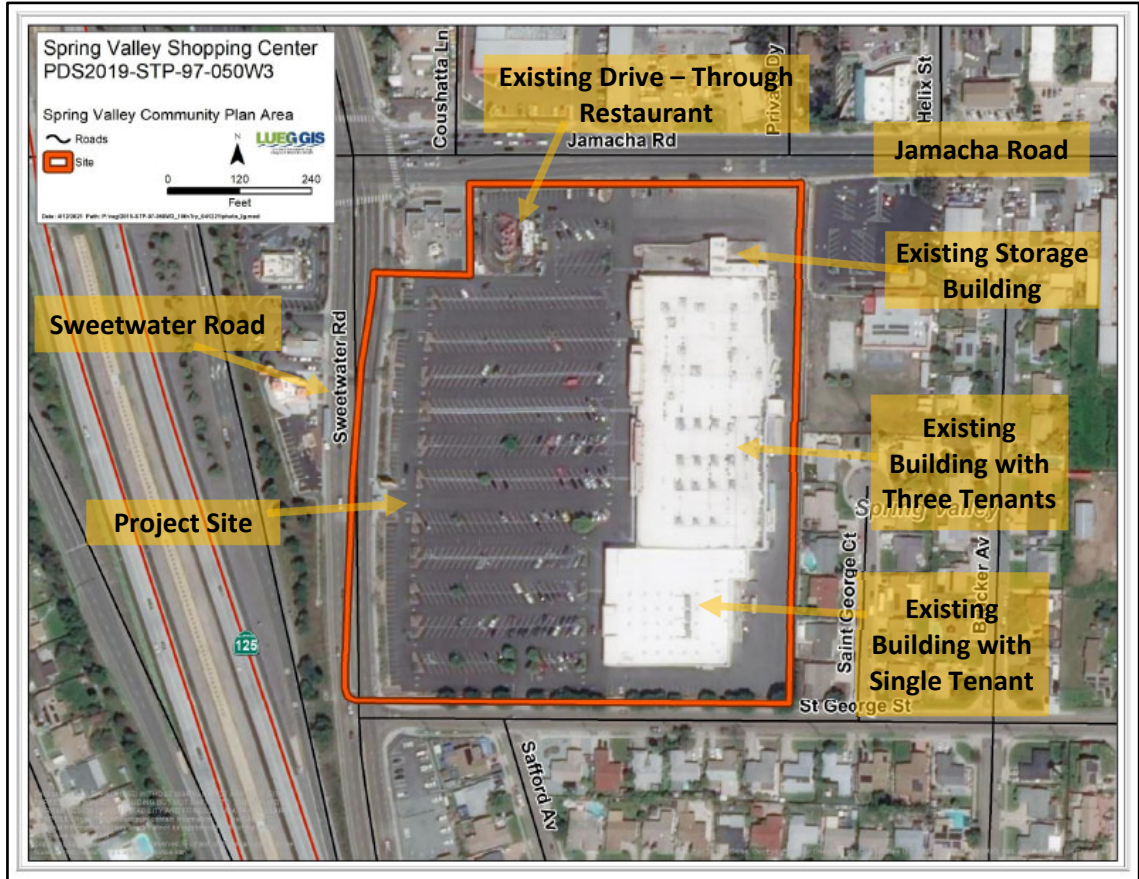 Spring Valley Shopping Center
PDS2019-STP-97-050W3
Spring Valley Community Plan Area
Roads
Site
N
LUEG GIS
0 120 240
Feet
Coushatta Ln
Existing Drive – Through
Restaurant
Private Dy
Helix St
Jamacha Rd
Jamacha Road
Existing Storage
Building
Sweetwater Road
Sweetwater Rd
Existing
Building with
Three Tenants
Spring Valley
Project Site
Saint George Ct
Existing
Building with
Single Tenant
125
St George St
Safford Av